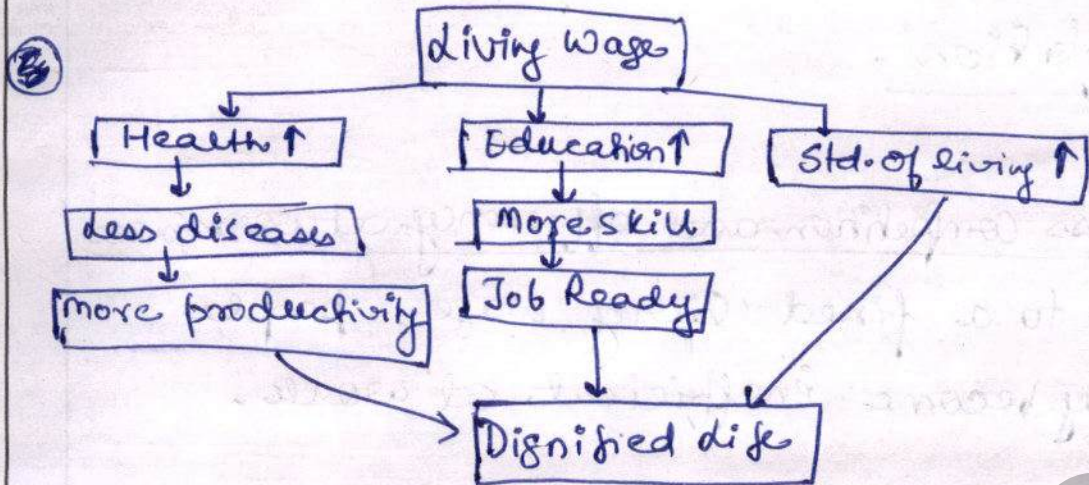 Living Wage
Health ↑
Education ↑
Std. of living ↑
Less diseases
More skill
more productivity
Job Ready
Dignified life